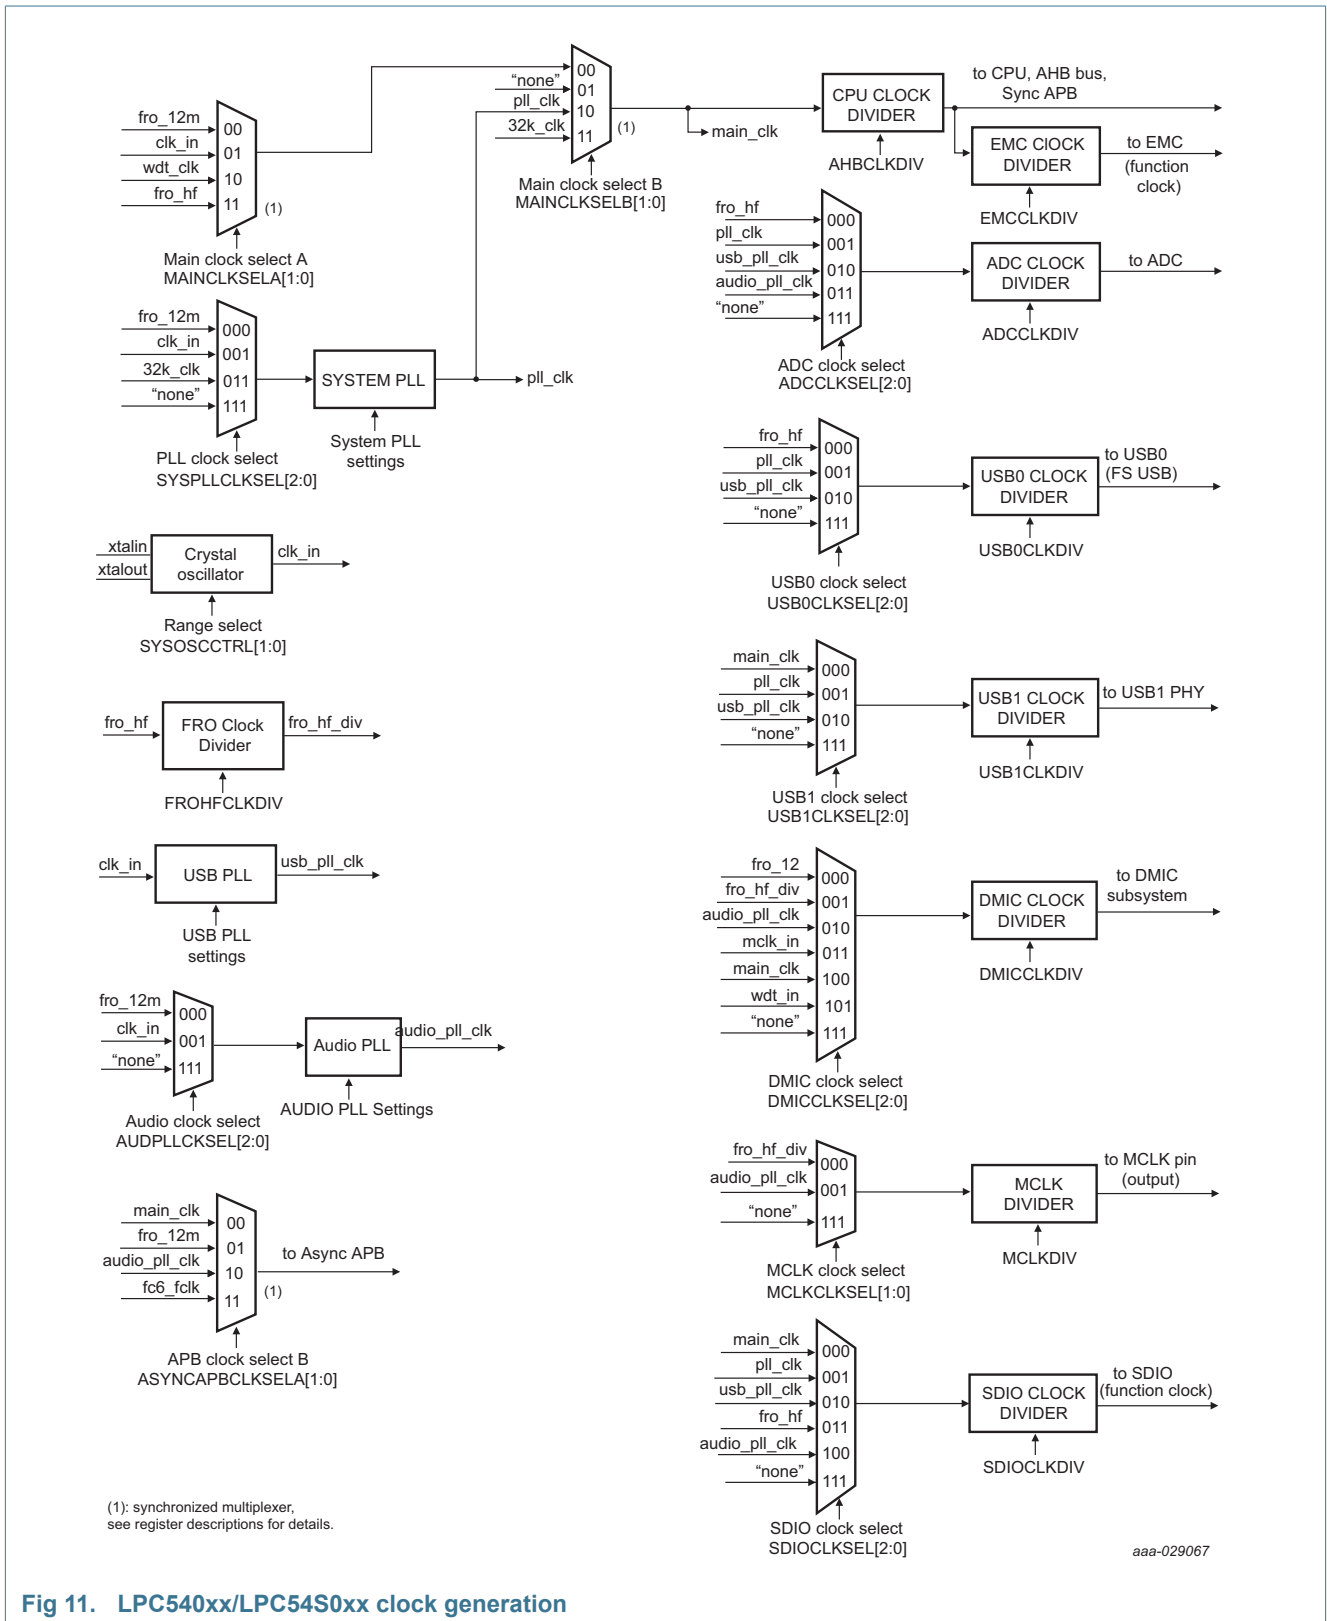 fro_12m
clk_in
wdt_clk
fro_hf
00
01
10
11
(1)
Main clock select A
MAINCLKSELA[1:0]
“none”
pll_clk
32k_clk
00
01
10
11
(1)
Main clock select B
MAINCLKSELB[1:0]
main_clk
CPU CLOCK
DIVIDER
AHBCLKDIV
to CPU, AHB bus,
Sync APB
EMC ClOCK
DIVIDER
EMCCLKDIV
to EMC
(function
clock)
fro_12m
clk_in
32k_clk
“none”
000
001
011
111
PLL clock select
SYSPLLCLKSEL[2:0]
SYSTEM PLL
System PLL
settings
pll_clk
fro_hf
pll_clk
usb_pll_clk
audio_pll_clk
“none”
000
001
010
011
111
ADC clock select
ADCCLKSEL[2:0]
ADC CLOCK
DIVIDER
ADCCLKDIV
to ADC
fro_hf
pll_clk
usb_pll_clk
“none”
000
001
010
111
USB0 clock select
USB0CLKSEL[2:0]
USB0 CLOCK
DIVIDER
USB0CLKDIV
to USB0
(FS USB)
xtalin
xtalout
Crystal
oscillator
clk_in
Range select
SYSOSCCTRL[1:0]
main_clk
pll_clk
usb_pll_clk
“none”
000
001
010
111
USB1 clock select
USB1CLKSEL[2:0]
USB1 CLOCK
DIVIDER
USB1CLKDIV
to USB1 PHY
fro_hf
FRO Clock
Divider
fro_hf_div
FROHFCLKDIV
clk_in
USB PLL
usb_pll_clk
USB PLL
settings
fro_12
fro_hf_div
audio_pll_clk
mclk_in
main_clk
wdt_in
“none”
000
001
010
011
100
101
111
DMIC clock select
DMICCLKSEL[2:0]
DMIC CLOCK
DIVIDER
DMICCLKDIV
to DMIC
subsystem
fro_12m
clk_in
“none”
000
001
111
Audio clock select
AUDPLLCKSEL[2:0]
Audio PLL
audio_pll_clk
AUDIO PLL Settings
fro_hf_div
audio_pll_clk
“none”
000
001
111
MCLK clock select
MCLKCLKSEL[1:0]
MCLK
DIVIDER
MCLKDIV
to MCLK pin
(output)
main_clk
fro_12m
audio_pll_clk
fc6_fclk
00
01
10
11
(1)
to Async APB
APB clock select B
ASYNCAPBCLKSELA[1:0]
main_clk
pll_clk
usb_pll_clk
fro_hf
audio_pll_clk
“none”
000
001
010
011
100
111
SDIO clock select
SDIOCLKSEL[2:0]
SDIO CLOCK
DIVIDER
SDIOCLKDIV
to SDIO
(function clock)
(1): synchronized multiplexer,
see register descriptions for details.
aaa-029067
Fig 11. LPC540xx/LPC54S0xx clock generation